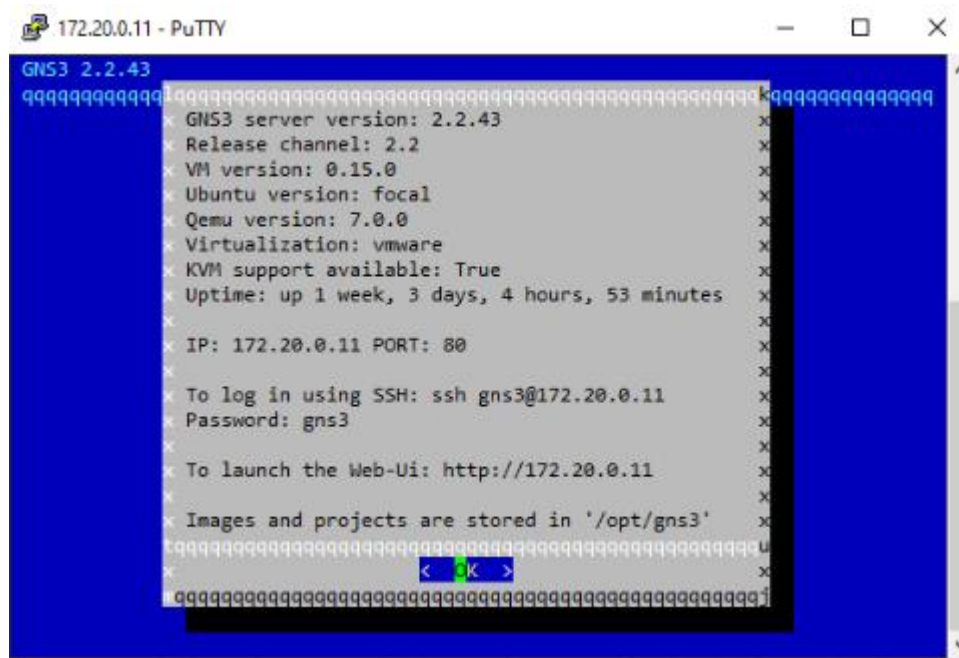 172.20.0.11 - PuTTY
GNS3 2.2.43
GNS3 server version: 2.2.43
Release channel: 2.2
VM version: 0.15.0
Ubuntu version: focal
Qemu version: 7.0.0
Virtualization: vmware
KVM support available: True
Uptime: up 1 week, 3 days, 4 hours, 53 minutes
IP: 172.20.0.11 PORT: 80
To log in using SSH: ssh gns3@172.20.0.11
Password: gns3
To launch the Web-Ui: http://172.20.0.11
Images and projects are stored in '/opt/gns3'
< OK >